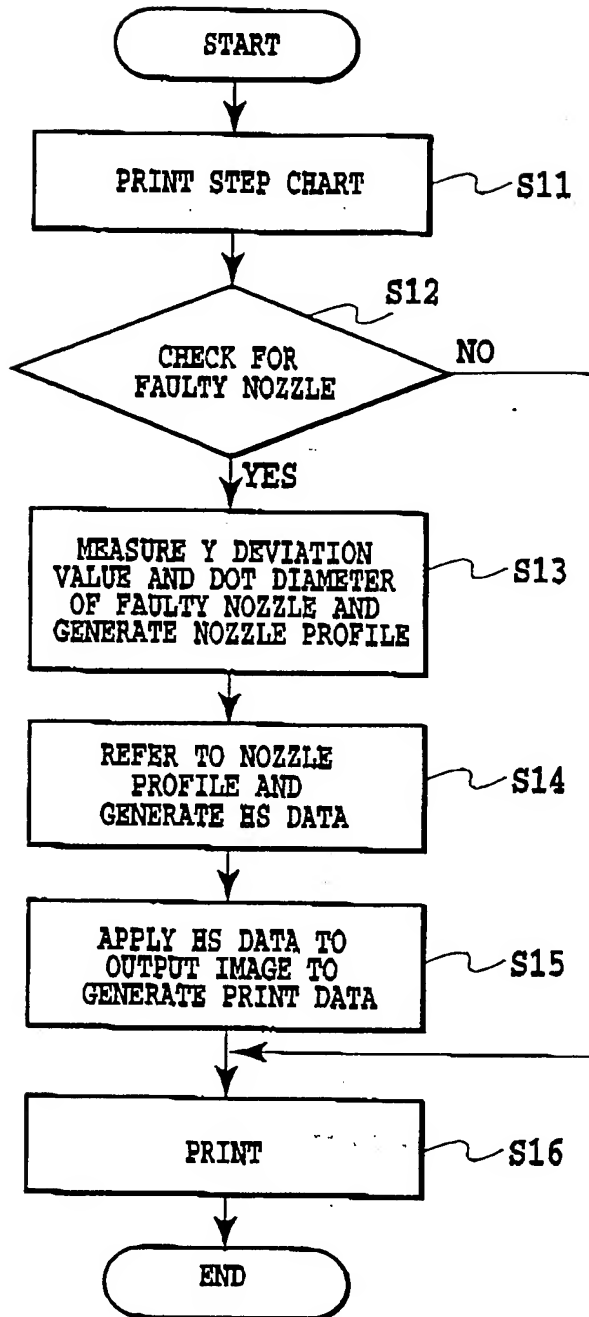 START
PRINT STEP CHART
S11
S12
CHECK FOR
FAULTY NOZZLE
NO
YES
MEASURE Y DEVIATION
VALUE AND DOT DIAMETER
OF FAULTY NOZZLE AND
GENERATE NOZZLE PROFILE
S13
REFER TO NOZZLE
PROFILE AND
GENERATE HS DATA
S14
APPLY HS DATA TO
OUTPUT IMAGE TO
GENERATE PRINT DATA
S15
PRINT
S16
END